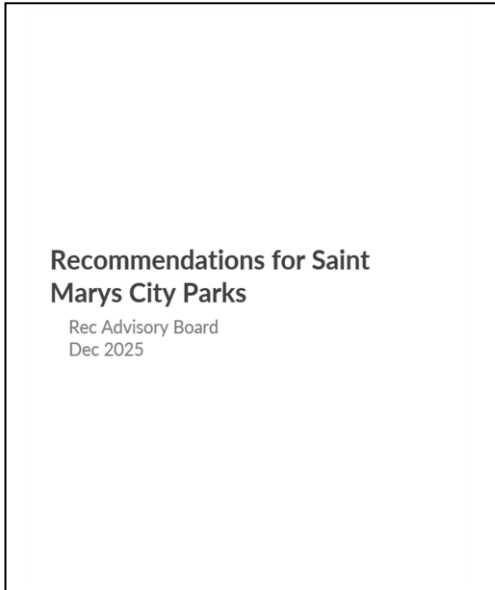 Recommendations for Saint
Marys City Parks
Rec Advisory Board
Dec 2025